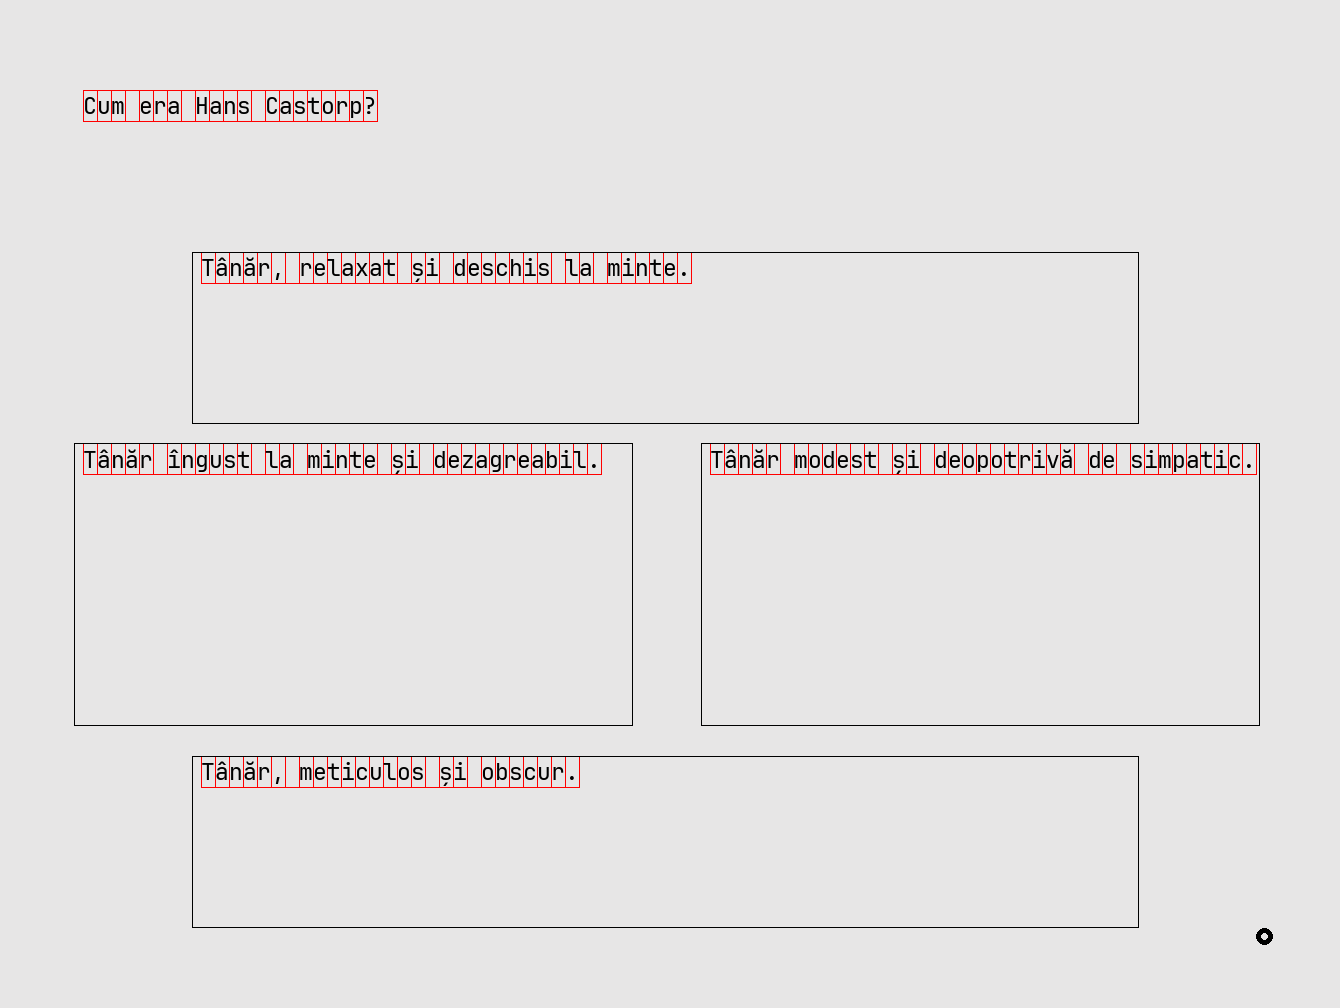 Cum era Hans Castorp?
Tânăr, relaxat și deschis la minte.
Tânăr îngust la minte și dezagreabil.
Tânăr modest și deopotrivă de simpatic.
Tânăr, meticulos și obscur.